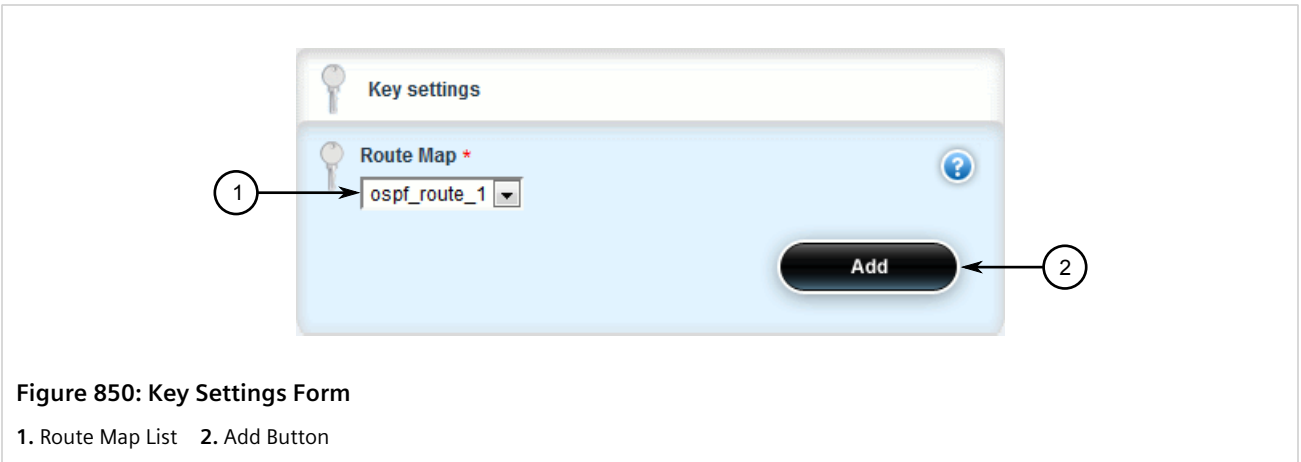 Key settings
Route Map *
?
1
ospf_route_1
Add
2
Figure 850: Key Settings Form
1. Route Map List 2. Add Button